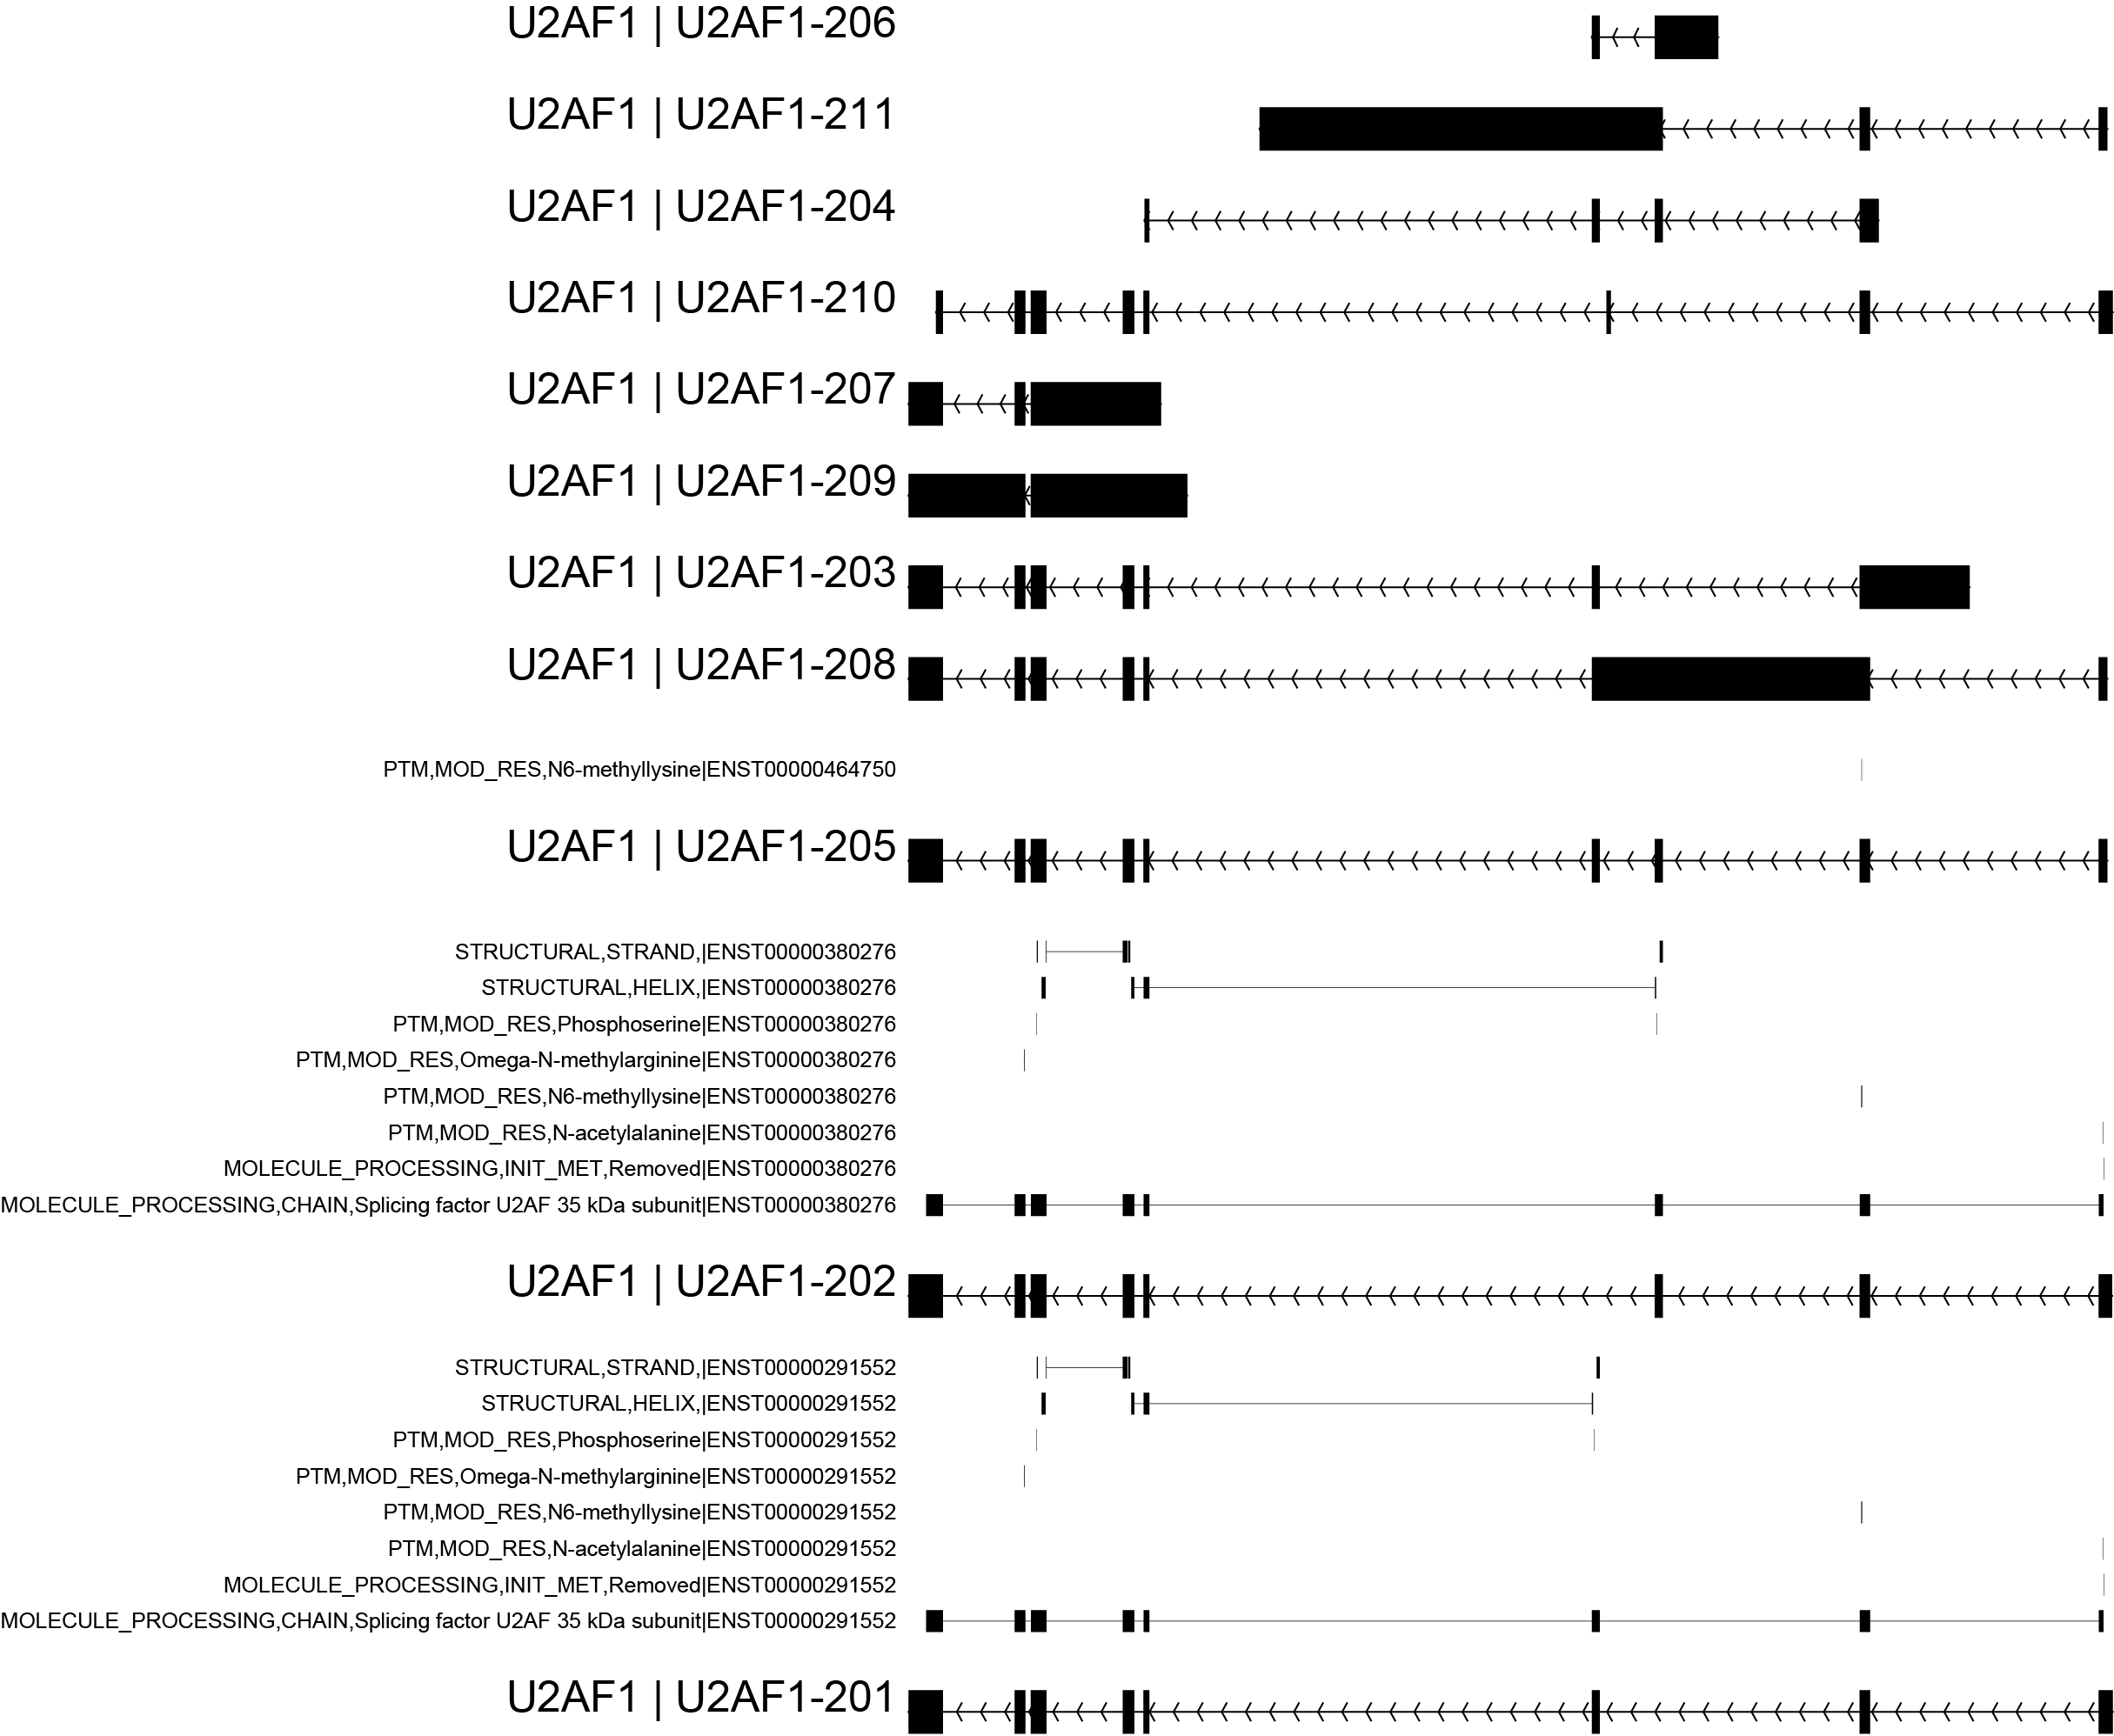 U2AF1 | U2AF1-206
U2AF1 | U2AF1-211
U2AF1 | U2AF1-204
U2AF1 | U2AF1-210
U2AF1 | U2AF1-207
U2AF1 | U2AF1-209
U2AF1 | U2AF1-203
U2AF1 | U2AF1-208
PTM,MOD_RES,N6-methyllysine|ENST00000464750
U2AF1 | U2AF1-205
STRUCTURAL,STRAND,|ENST00000380276
STRUCTURAL,HELIX,|ENST00000380276
PTM,MOD_RES,Phosphoserine|ENST00000380276
PTM,MOD_RES,Omega-N-methylarginine|ENST00000380276
PTM,MOD_RES,N6-methyllysine|ENST00000380276
PTM,MOD_RES,N-acetylalanine|ENST00000380276
MOLECULE_PROCESSING,INIT_MET,Removed|ENST00000380276
MOLECULE_PROCESSING,CHAIN,Splicing factor U2AF 35 kDa subunit|ENST00000380276
U2AF1 | U2AF1-202
STRUCTURAL,STRAND,|ENST00000291552
STRUCTURAL,HELIX,|ENST00000291552
PTM,MOD_RES,Phosphoserine|ENST00000291552
PTM,MOD_RES,Omega-N-methylarginine|ENST00000291552
PTM,MOD_RES,N6-methyllysine|ENST00000291552
PTM,MOD_RES,N-acetylalanine|ENST00000291552
MOLECULE_PROCESSING,INIT_MET,Removed|ENST00000291552
MOLECULE_PROCESSING,CHAIN,Splicing factor U2AF 35 kDa subunit|ENST00000291552
U2AF1 | U2AF1-201